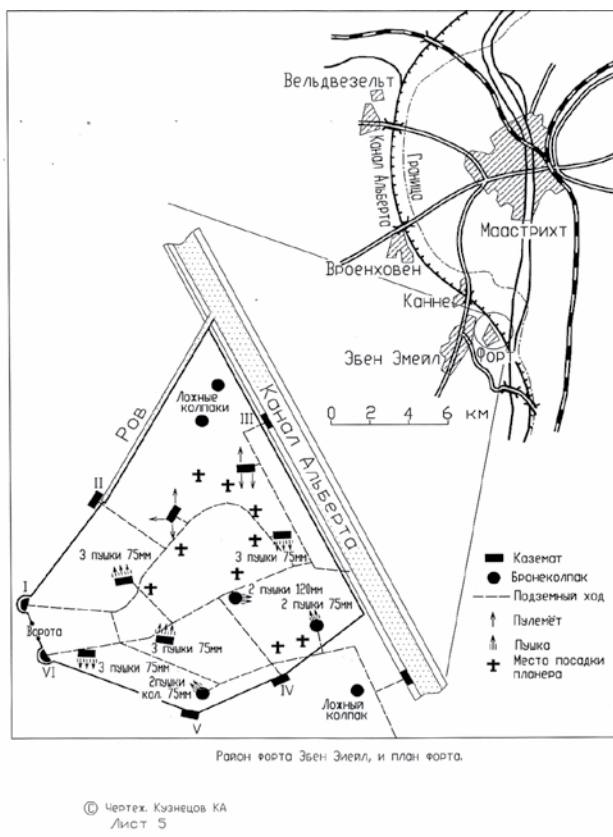 Вельдвезельт
Канал Альберта
Граница
Маастрихт
Вроенховен
Канне
Эбен Эмейл
Форт
0 2 4 6 км
Ров
Ложные
колпаки
III
Канал Альберта
II
3 пушки 75мм
3 пушки 75мм
I
2 пушки 120мм
2 пушки 75мм
Ворота
3 пушки 75мм
VI
3 пушки 75мм
2пушки
кол. 75мм
IV
V
Ложный
колпак
Каземат
Бронеколпак
Подземный ход
Пулемёт
Пушка
Место посадки
планера
Район форта Эбен Эмейл, и план форта.
© Чертеж. Кузнецов КА
Лист 5